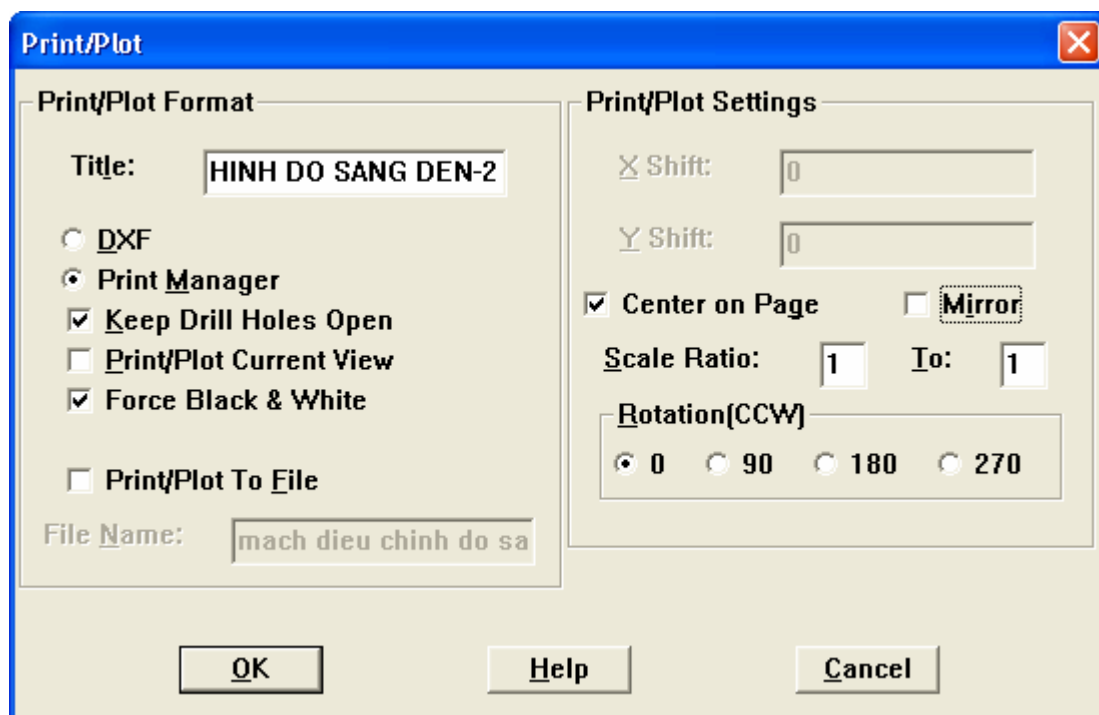 Print/Plot
Print/Plot Format
Title:
HINH DO SANG DEN-2
DXF
Print Manager
Keep Drill Holes Open
Print/Plot Current View
Force Black & White
Print/Plot To File
File Name:
mach dieu chinh do sa
Print/Plot Settings
X Shift:
0
Y Shift:
0
Center on Page
Mirror
Scale Ratio:
1
To:
1
Rotation(CCW)
0
90
180
270
OK
Help
Cancel